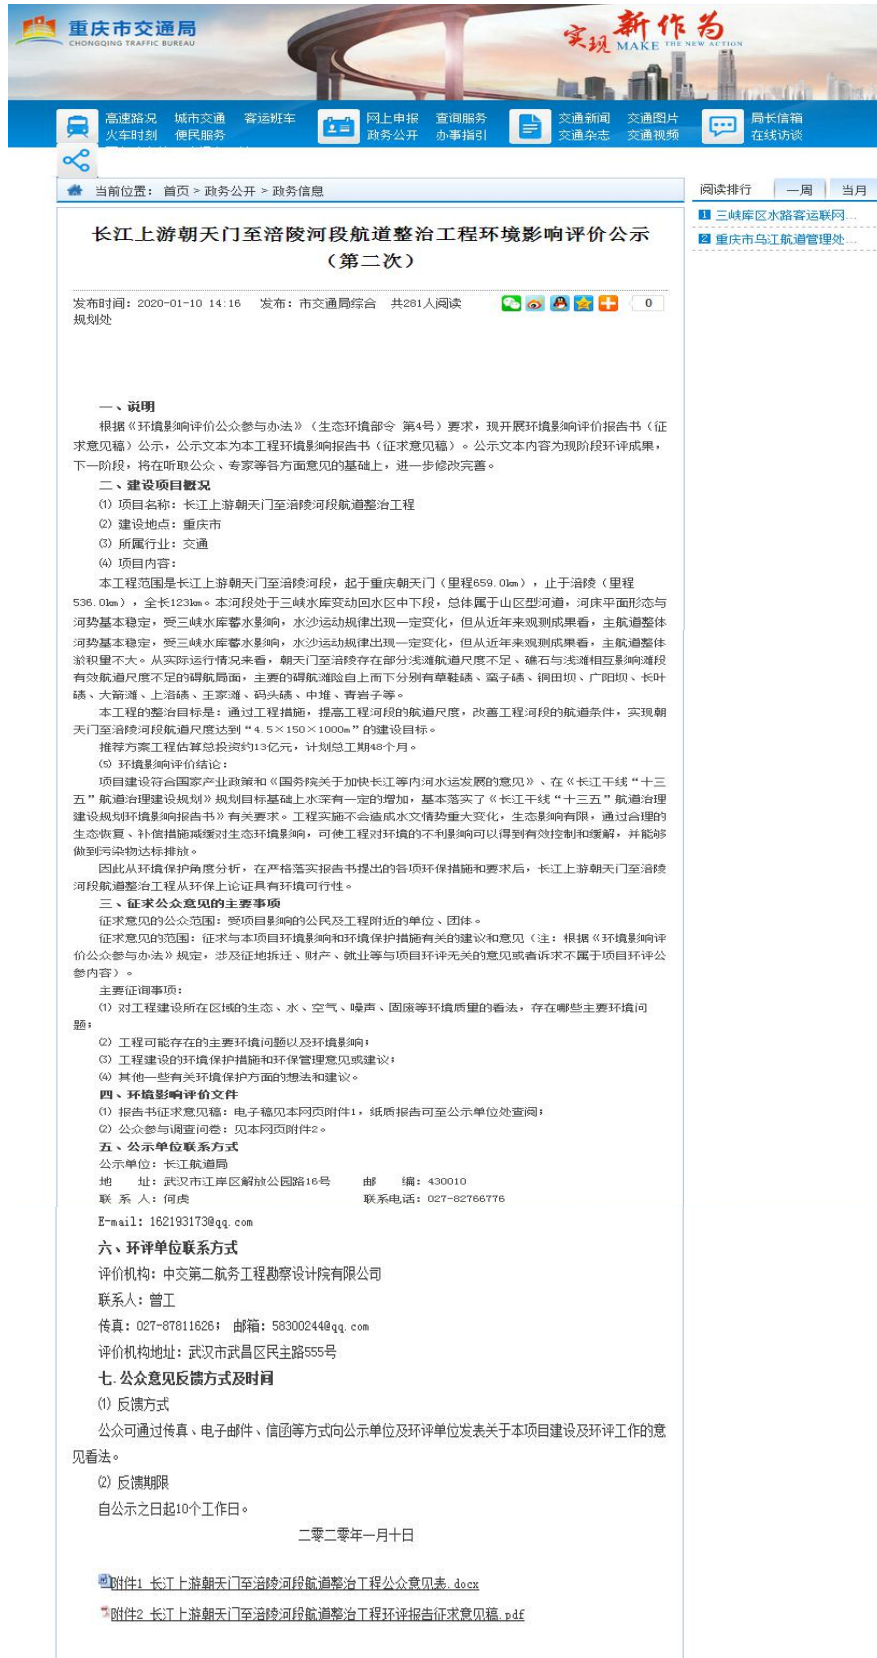 重庆市交通局
CHONGQING TRAFFIC BUREAU
实现 新作为
MAKE THE NEW ACTION
高速路况 城市交通 客运班车
火车时刻 便民服务
网上申报 查询服务
政务公开 办事指引
交通新闻 交通图片
交通杂志 交通视频
局长信箱
在线访谈
当前位置： 首页 > 政务公开 > 政务信息
阅读排行 一周 当月
1 三峡库区水路客运联网...
2 重庆市乌江航道管理处...
长江上游朝天门至涪陵河段航道整治工程环境影响评价公示
（第二次）
发布时间：2020-01-10 14:16 发布：市交通局综合 共281人阅读 0
规划处
一、说明
根据《环境影响评价公众参与办法》（生态环境部令 第4号）要求，现开展环境影响评价报告书（征
求意见稿）公示，公示文本为本工程环境影响报告书（征求意见稿）。公示文本内容为现阶段环评成果，
下一阶段，将在听取公众、专家等各方面意见的基础上，进一步修改完善。
二、建设项目概况
⑴ 项目名称：长江上游朝天门至涪陵河段航道整治工程
⑵ 建设地点：重庆市
⑶ 所属行业：交通
⑷ 项目内容：
本工程范围是长江上游朝天门至涪陵河段，起于重庆朝天门（里程659.0km），止于涪陵（里程
536.0km），全长123km。本河段处于三峡水库变动回水区中下段，总体属于山区型河道，河床平面形态与
河势基本稳定，受三峡水库蓄水影响，水沙运动规律出现一定变化，但从近年来观测成果看，主航道整体
河势基本稳定，受三峡水库蓄水影响，水沙运动规律出现一定变化，但从近年来观测成果看，主航道整体
淤积量不大。从实际运行情况来看，朝天门至涪陵存在部分浅滩航道尺度不足、礁石与浅滩相互影响滩段
有效航道尺度不足的碍航局面，主要的碍航滩险自上而下分别有草鞋碛、蛮子碛、铜田坝、广阳坝、长叶
碛、大箭滩、上洛碛、王家滩、码头碛、中堆、青岩子等。
本工程的整治目标是：通过工程措施，提高工程河段的航道尺度，改善工程河段的航道条件，实现朝
天门至涪陵河段航道尺度达到“4.5×150×1000m”的建设目标。
推荐方案工程估算总投资约13亿元，计划总工期48个月。
⑸ 环境影响评价结论：
项目建设符合国家产业政策和《国务院关于加快长江等内河水运发展的意见》、在《长江干线“十三
五”航道治理建设规划》规划目标基础上水深有一定的增加，基本落实了《长江干线“十三五”航道治理
建设规划环境影响报告书》有关要求。工程实施不会造成水文情势重大变化，生态影响有限，通过合理的
生态恢复、补偿措施减缓对生态环境影响，可使工程对环境的不利影响可以得到有效控制和缓解，并能够
做到污染物达标排放。
因此从环境保护角度分析，在严格落实报告书提出的各项环保措施和要求后，长江上游朝天门至涪陵
河段航道整治工程从环保上论证具有环境可行性。
三、征求公众意见的主要事项
征求意见的公众范围：受项目影响的公民及工程附近的单位、团体。
征求意见的范围：征求与本项目环境影响和环境保护措施有关的建议和意见（注：根据《环境影响评
价公众参与办法》规定，涉及征地拆迁、财产、就业等与项目环评无关的意见或者诉求不属于项目环评公
参内容）。
主要征询事项：
⑴ 对工程建设所在区域的生态、水、空气、噪声、固废等环境质量的看法，存在哪些主要环境问
题；
⑵ 工程可能存在的主要环境问题以及环境影响；
⑶ 工程建设的环境保护措施和环保管理意见或建议；
⑷ 其他一些有关环境保护方面的想法和建议。
四、环境影响评价文件
⑴ 报告书征求意见稿：电子稿见本网页附件1，纸质报告可至公示单位处查阅；
⑵ 公众参与调查问卷：见本网页附件2。
五、公示单位联系方式
公示单位：长江航道局
地 址：武汉市江岸区解放公园路16号 邮 编：430010
联 系 人：何虎 联系电话：027-82766776
E-mail：162193173@qq.com
六、环评单位联系方式
评价机构：中交第二航务工程勘察设计院有限公司
联系人：曾工
传真：027-87811626； 邮箱：58300244@qq.com
评价机构地址：武汉市武昌区民主路555号
七.公众意见反馈方式及时间
⑴ 反馈方式
公众可通过传真、电子邮件、信函等方式向公示单位及环评单位发表关于本项目建设及环评工作的意
见看法。
⑵ 反馈期限
自公示之日起10个工作日。
二零二零年一月十日
附件1 长江上游朝天门至涪陵河段航道整治工程公众意见表.docx
附件2 长江上游朝天门至涪陵河段航道整治工程环评报告征求意见稿.pdf